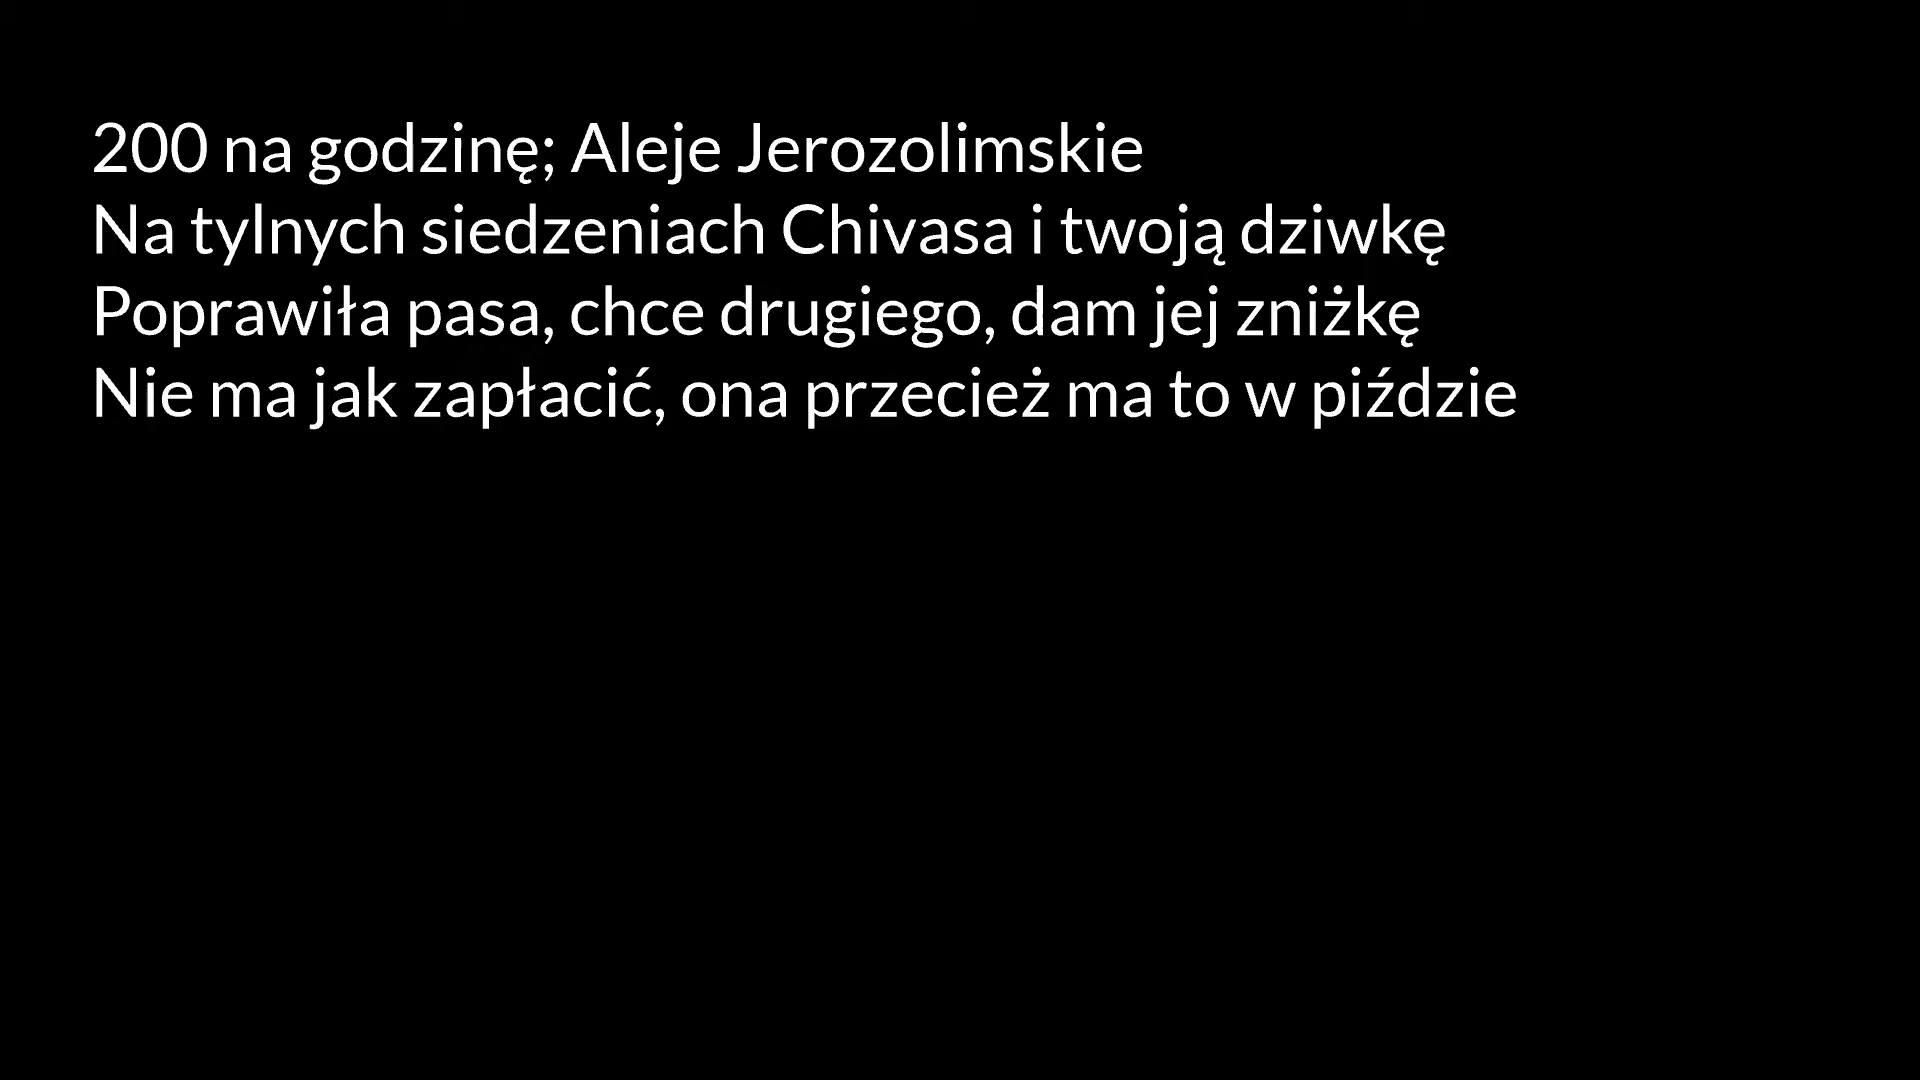 200 na godzinę; Aleje Jerozolimskie
Na tylnych siedzeniach Chivasa i twoją dziwkę
Poprawiła pasa, chce drugiego, dam jej zniżkę
Nie ma jak zapłacić, ona przecież ma to w piździe